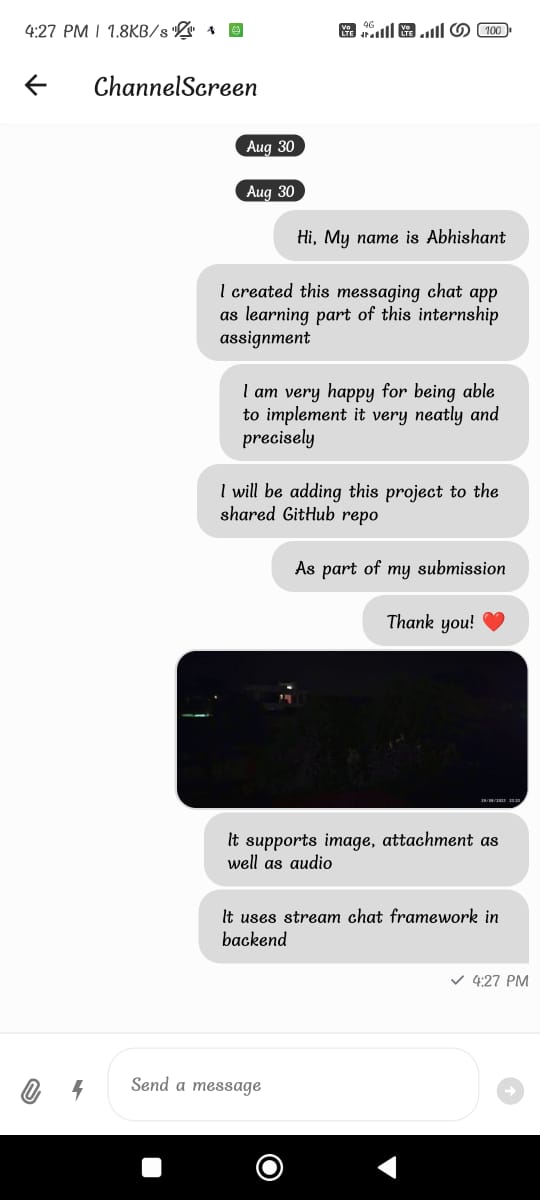 4:27 PM | 1.8KB/s
Vo LTE 4G Vo LTE 100
ChannelScreen
Aug 30
Aug 30
Hi, My name is Abhishant
I created this messaging chat app
as learning part of this internship
assignment
I am very happy for being able
to implement it very neatly and
precisely
I will be adding this project to the
shared GitHub repo
As part of my submission
Thank you! ❤️
It supports image, attachment as
well as audio
It uses stream chat framework in
backend
✓ 4:27 PM
Send a message